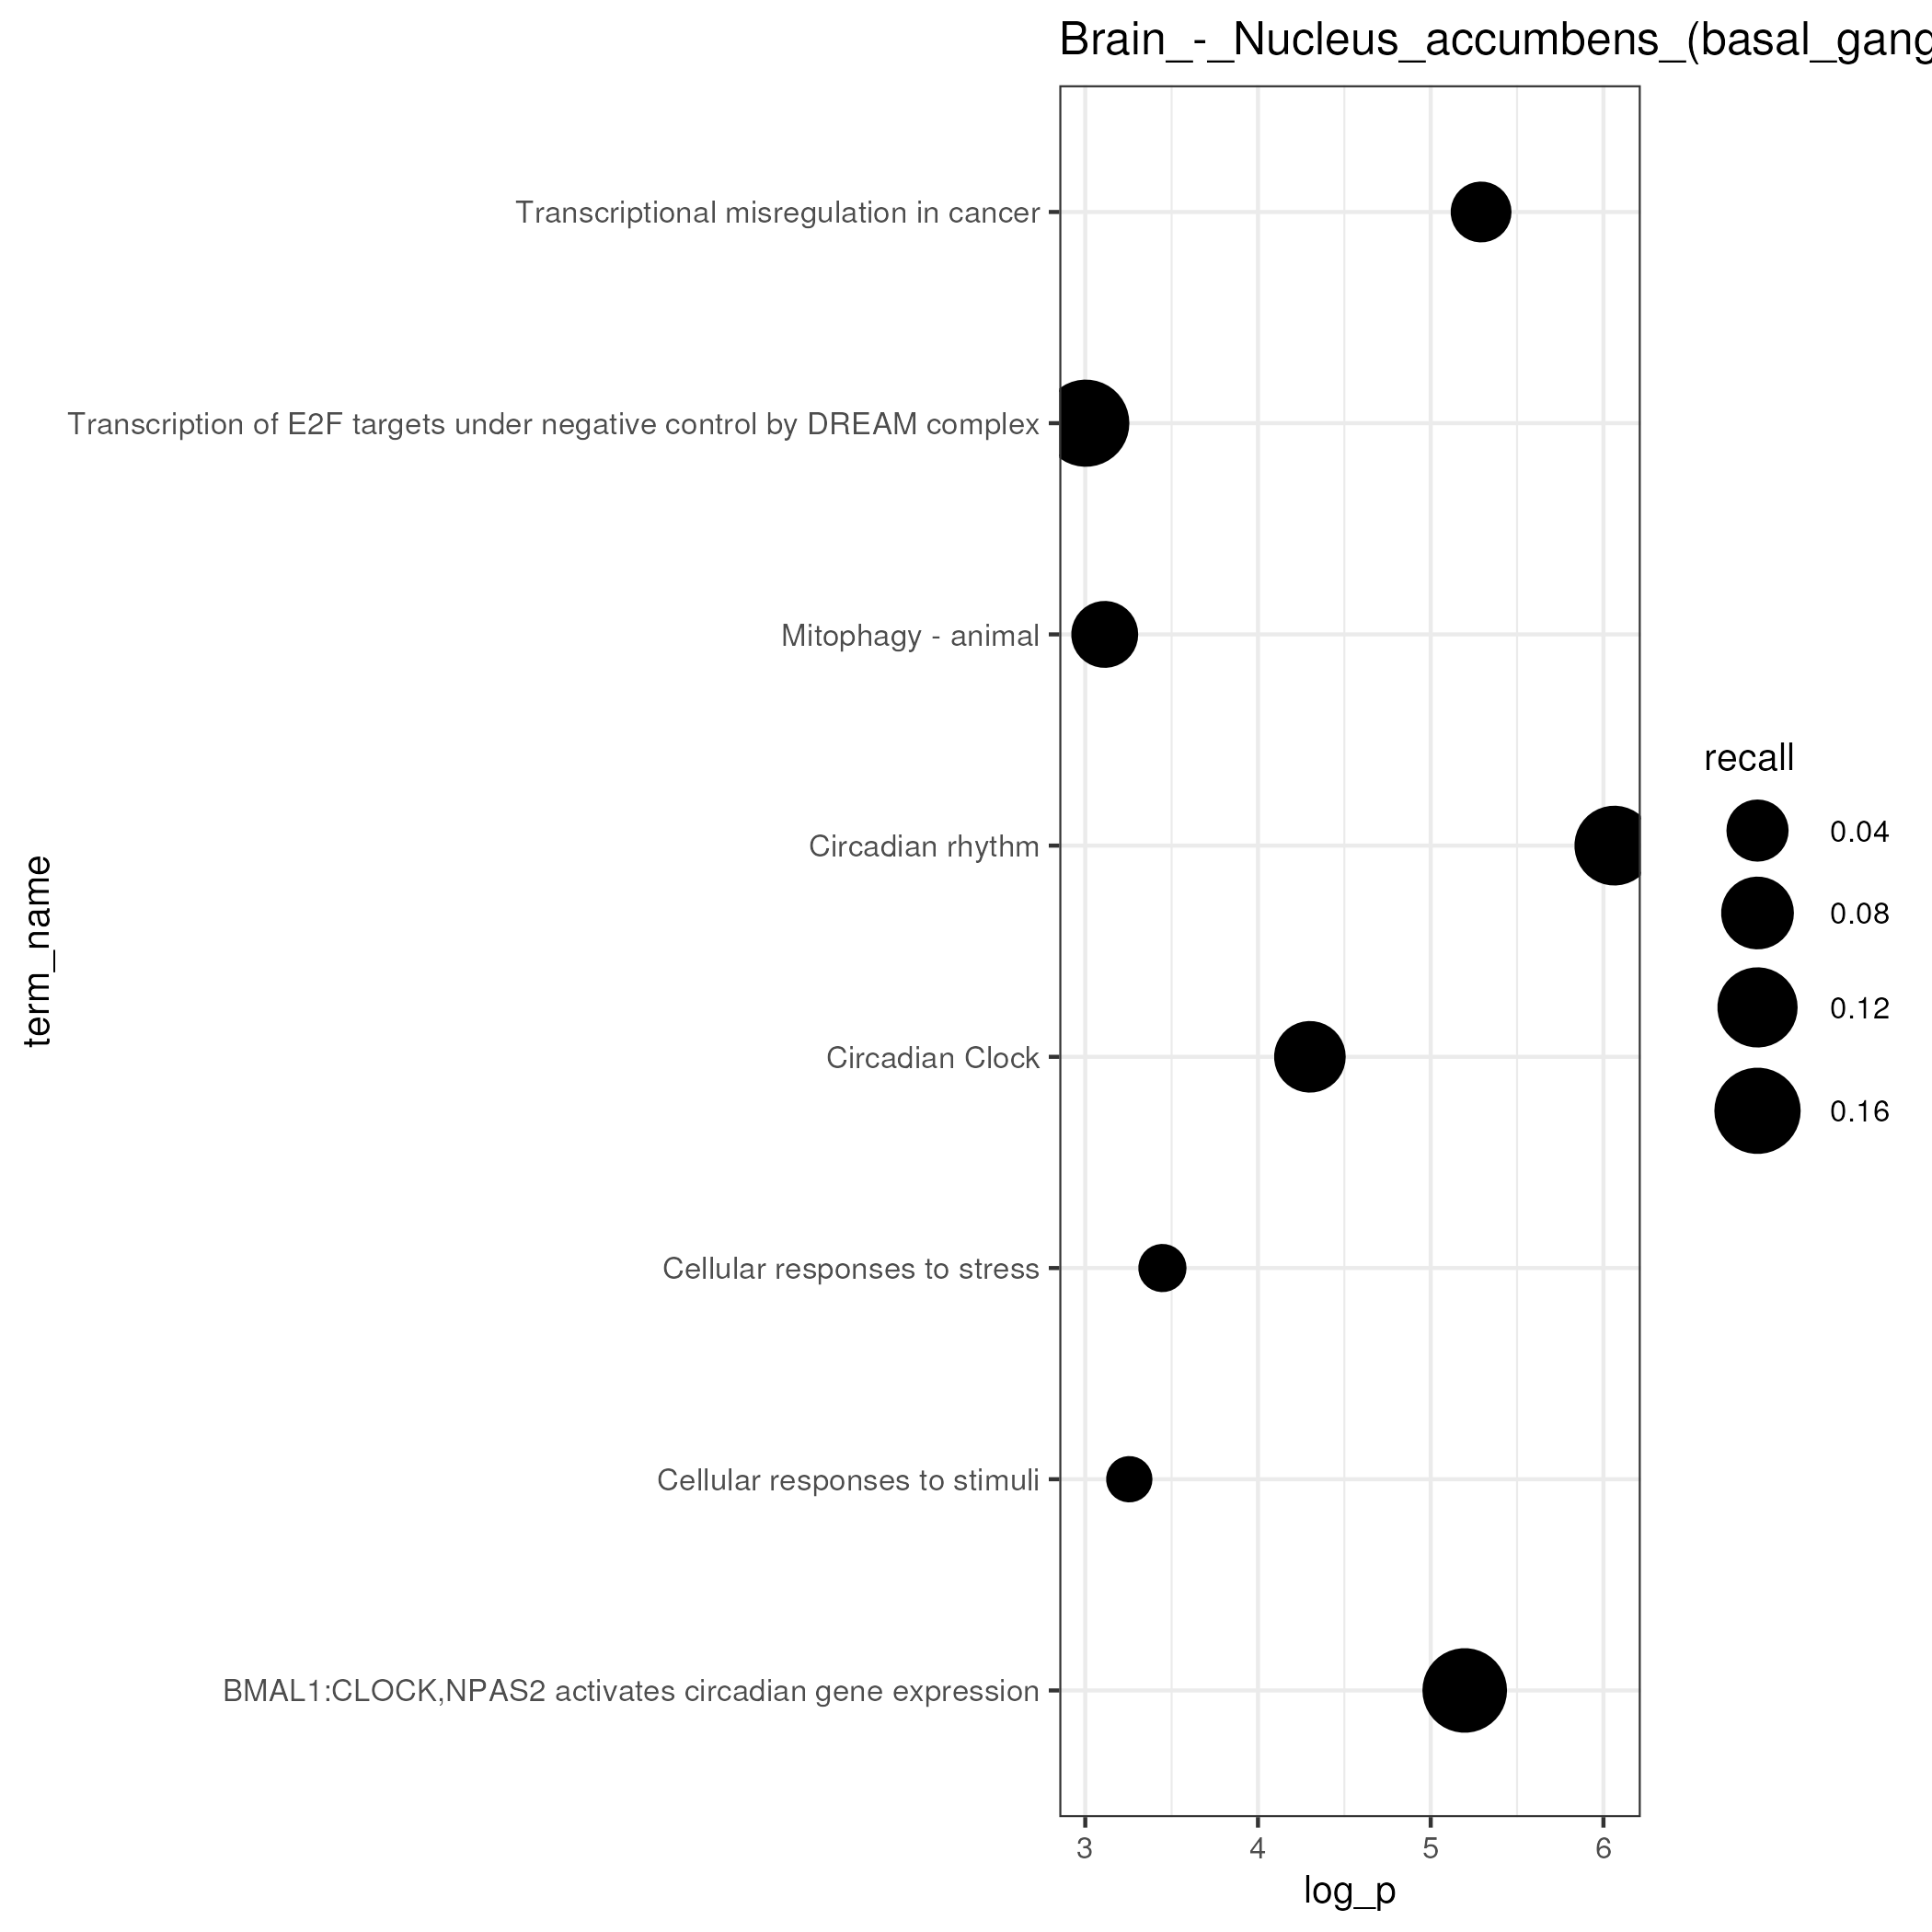 Brain_-_Nucleus_accumbens_(basal_gang
Transcriptional misregulation in cancer
Transcription of E2F targets under negative control by DREAM complex
Mitophagy - animal
Circadian rhythm
Circadian Clock
Cellular responses to stress
Cellular responses to stimuli
BMAL1:CLOCK,NPAS2 activates circadian gene expression
term_name
3 4 5 6
log_p
recall
0.04
0.08
0.12
0.16